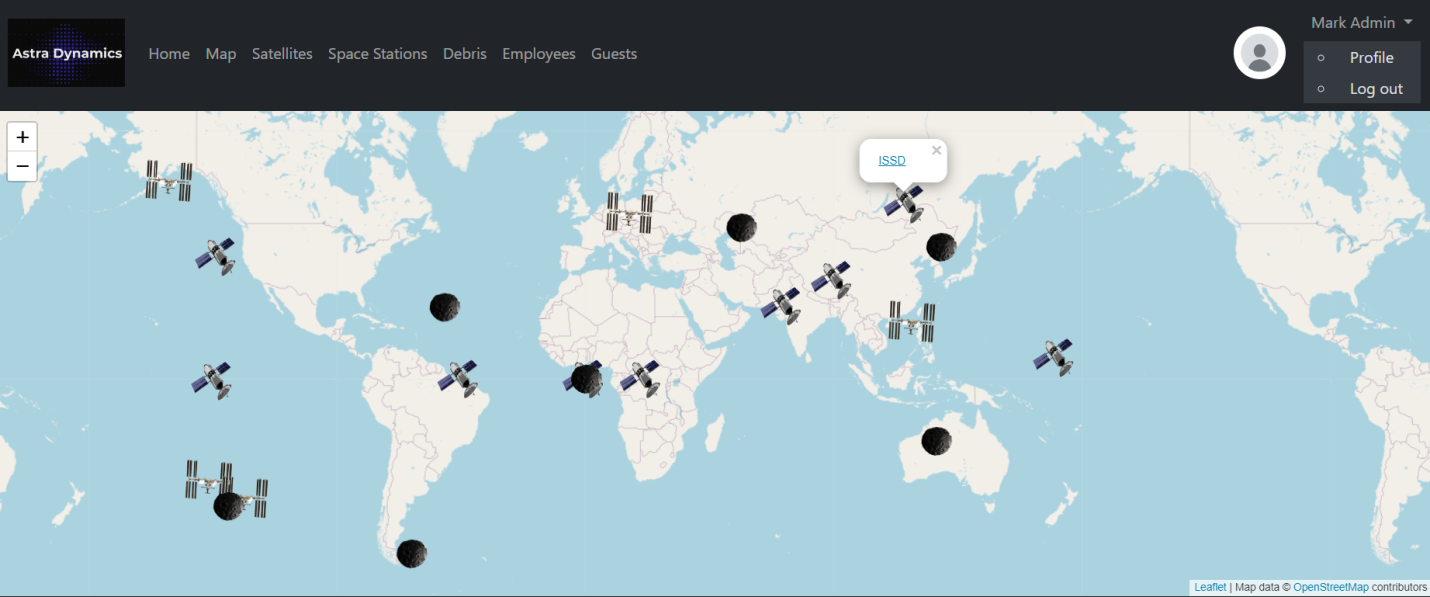 Astra Dynamics
Home Map Satellites Space Stations Debris Employees Guests
Mark Admin
Profile
Log out
+
−
ISSD ×
Leaflet | Map data © OpenStreetMap contributors